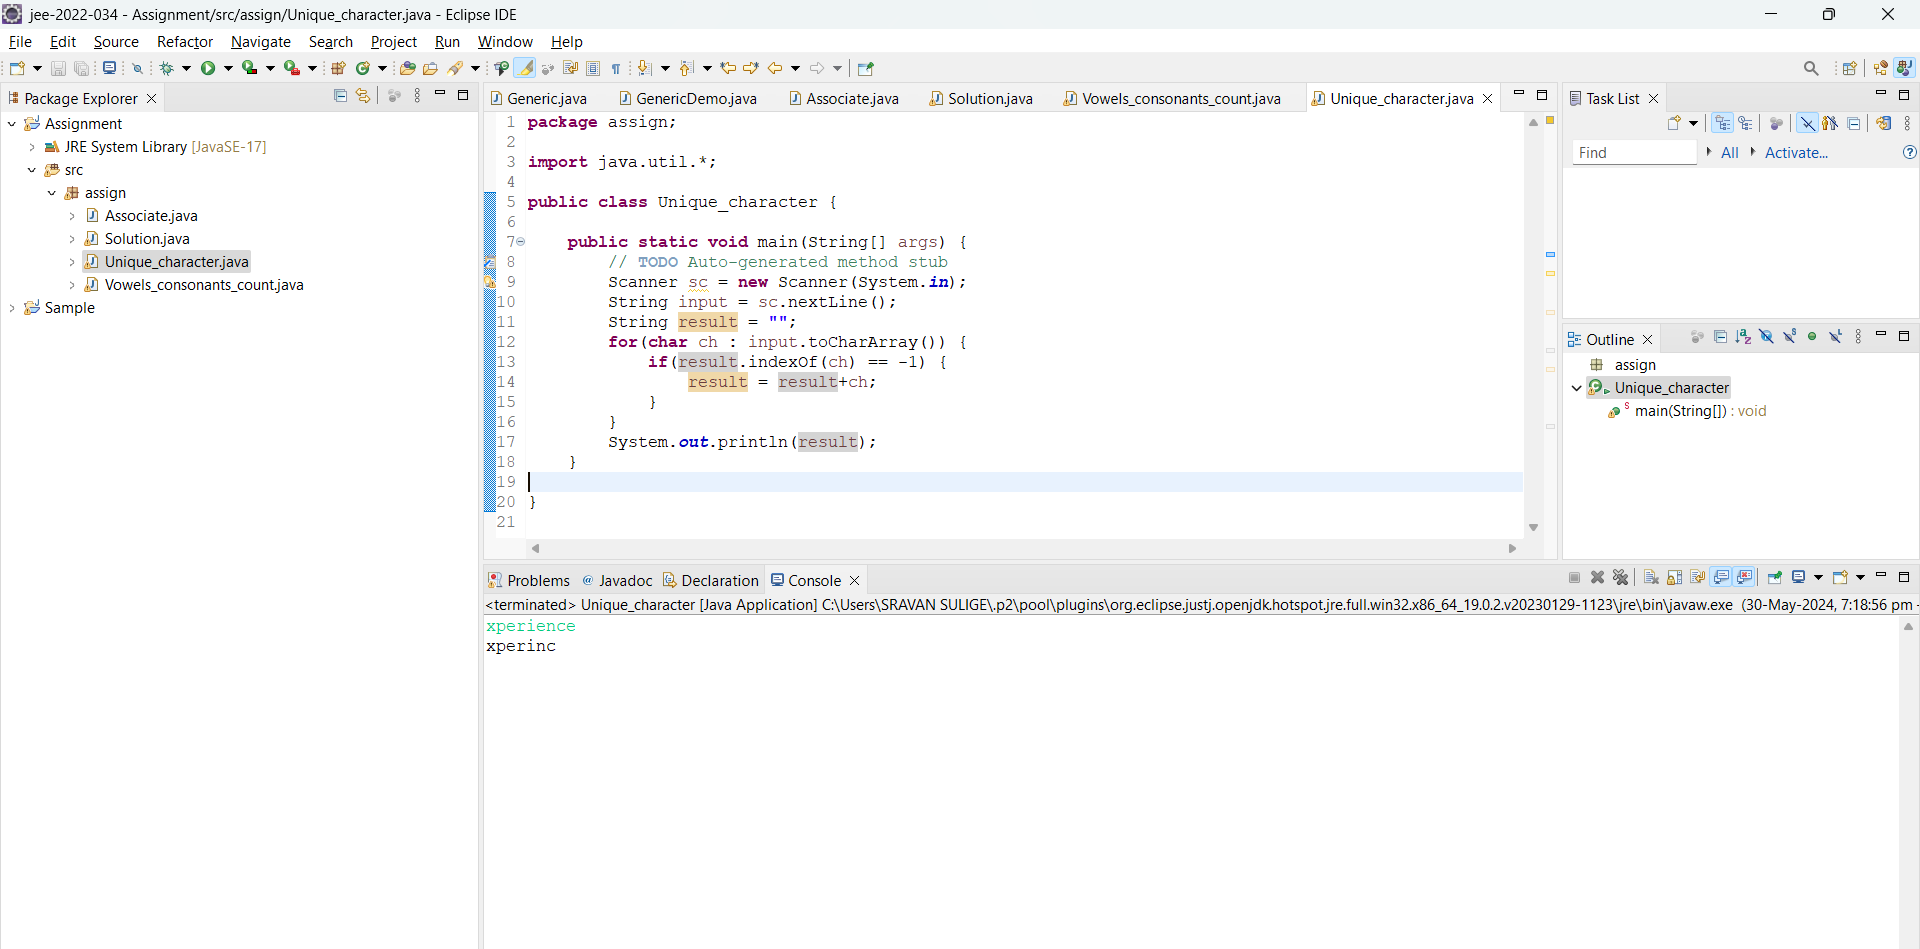 jee-2022-034 - Assignment/src/assign/Unique_character.java - Eclipse IDE
File Edit Source Refactor Navigate Search Project Run Window Help
Package Explorer
Assignment
JRE System Library [JavaSE-17]
src
assign
Associate.java
Solution.java
Unique_character.java
Vowels_consonants_count.java
Sample
Generic.java GenericDemo.java Associate.java Solution.java Vowels_consonants_count.java Unique_character.java
1 package assign;
2
3 import java.util.*;
4
5 public class Unique_character {
6
7 public static void main(String[] args) {
8 // TODO Auto-generated method stub
9 Scanner sc = new Scanner(System.in);
10 String input = sc.nextLine();
11 String result = "";
12 for(char ch : input.toCharArray()) {
13 if(result.indexOf(ch) == -1) {
14 result = result+ch;
15 }
16 }
17 System.out.println(result);
18 }
19
20 }
21
Task List
Find All Activate...
Outline
assign
Unique_character
main(String[]) : void
Problems Javadoc Declaration Console
<terminated> Unique_character [Java Application] C:\Users\SRAVAN SULIGE\.p2\pool\plugins\org.eclipse.justj.openjdk.hotspot.jre.full.win32.x86_64_19.0.2.v20230129-1123\jre\bin\javaw.exe (30-May-2024, 7:18:56 pm -
xperience
xperinc